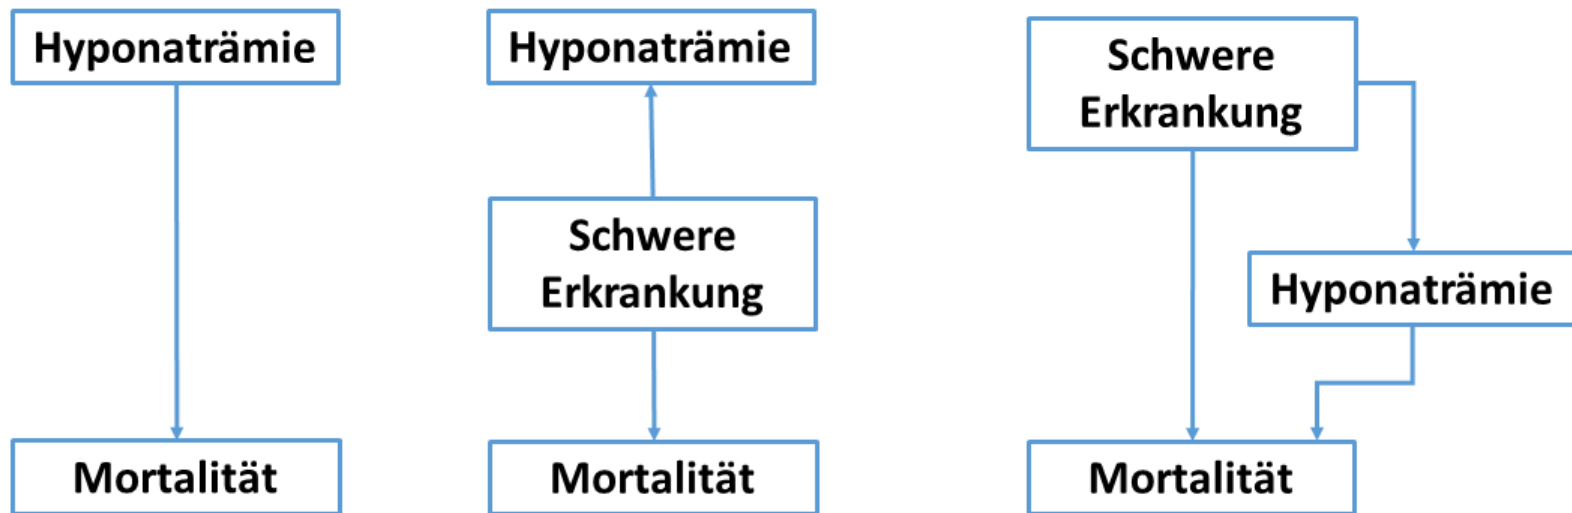 Hyponaträmie
Mortalität
Hyponaträmie
Schwere
Erkrankung
Mortalität
Schwere
Erkrankung
Hyponaträmie
Mortalität